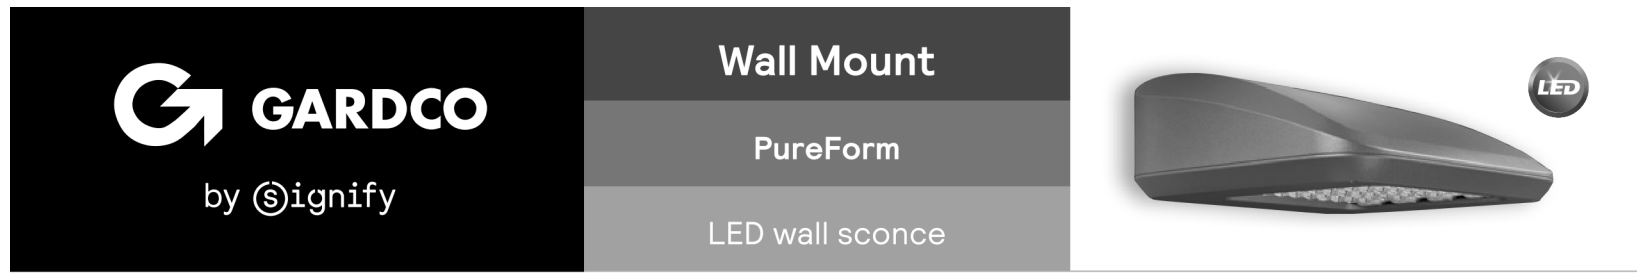 GARDCO
by signify
Wall Mount
PureForm
LED wall sconce
LED